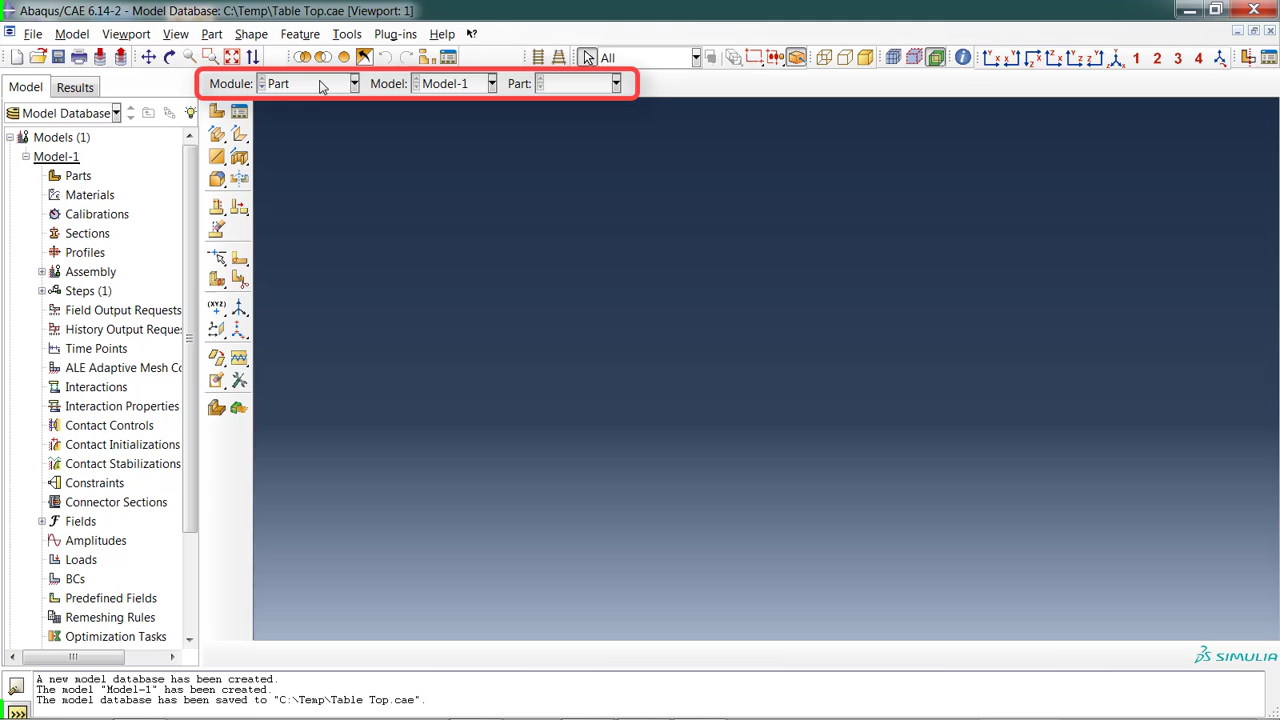 Abaqus/CAE 6.14-2 - Model Database: C:\Temp\Table Top.cae [Viewport: 1]
File Model Viewport View Part Shape Feature Tools Plug-ins Help
All
1 2 3 4
Model Results
Module: Part Model: Model-1 Part:
Model Database
Models (1)
Model-1
Parts
Materials
Calibrations
Sections
Profiles
Assembly
Steps (1)
Field Output Requests
History Output Reque
Time Points
ALE Adaptive Mesh Co
Interactions
Interaction Properties
Contact Controls
Contact Initializations
Contact Stabilizations
Constraints
Connector Sections
Fields
Amplitudes
Loads
BCs
Predefined Fields
Remeshing Rules
Optimization Tasks
(XYZ)
SIMULIA
A new model database has been created.
The model "Model-1" has been created.
The model database has been saved to "C:\Temp\Table Top.cae".
>>>